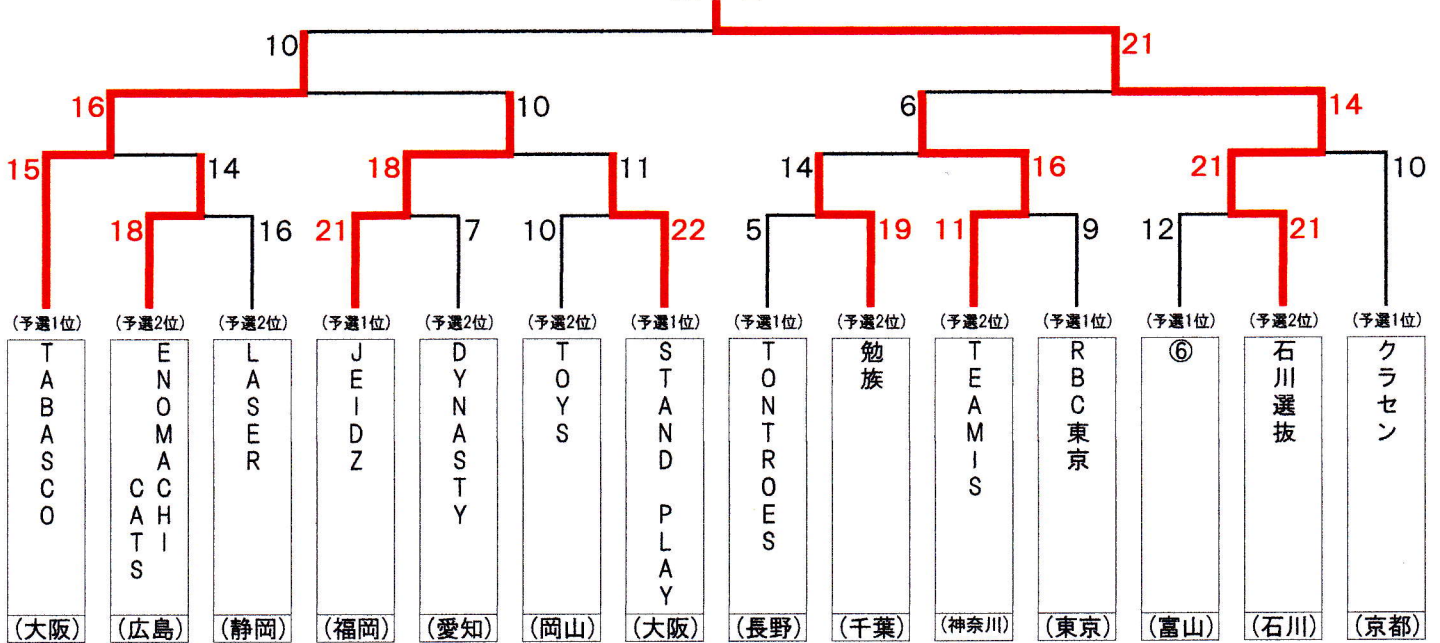 10 21
16 10 6 14
15 14 18 11 14 16 21 10
18 16 21 7 10 22 5 19 11 9 12 21
(予選1位) (予選2位) (予選2位) (予選1位) (予選2位) (予選2位) (予選1位) (予選1位) (予選2位) (予選2位) (予選1位) (予選1位) (予選2位) (予選1位)
TABASCO
ENOMACHI
CATS
LASER
JEIDZ
DYNASTY
TOYS
STAND PLAY
TONTROES
勉族
TEAMIS
RBC東京
⑥
石川選抜
クラセン
(大阪) (広島) (静岡) (福岡) (愛知) (岡山) (大阪) (長野) (千葉) (神奈川) (東京) (富山) (石川) (京都)